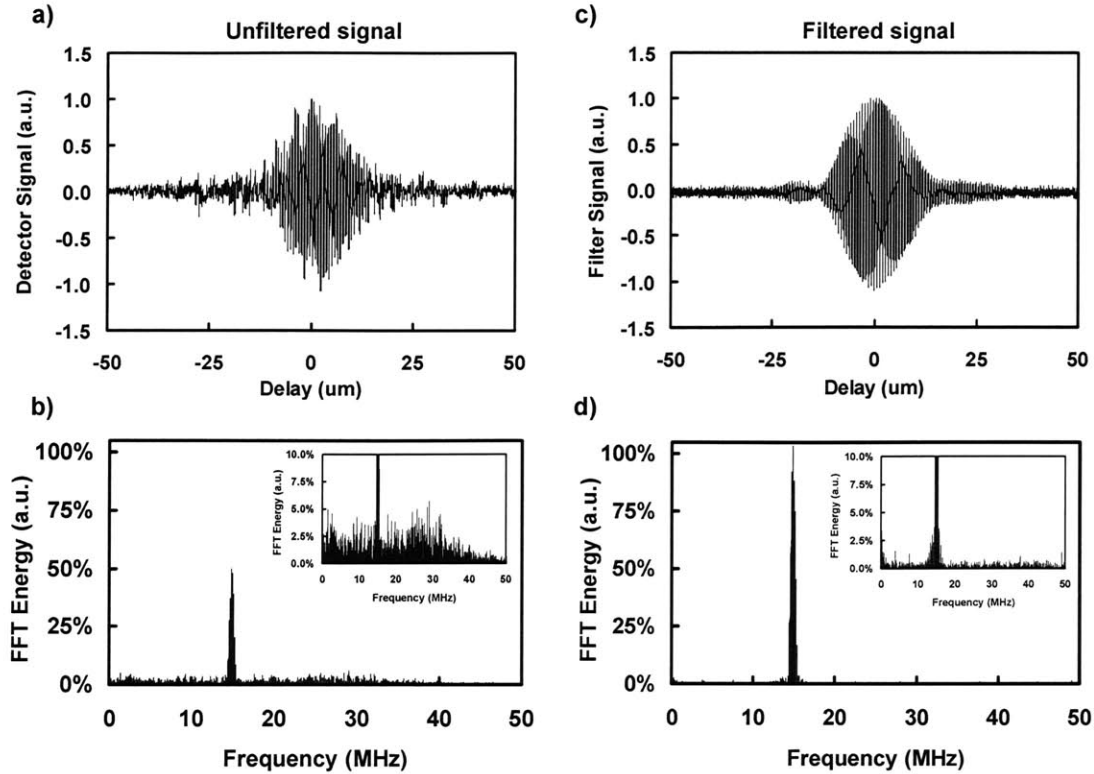 a)
Unfiltered signal
1.5
1.0
0.5
0.0
-0.5
-1.0
-1.5
Detector Signal (a.u.)
-50 -25 0 25 50
Delay (um)
c)
Filtered signal
1.5
1.0
0.5
0.0
-0.5
-1.0
-1.5
Filter Signal (a.u.)
-50 -25 0 25 50
Delay (um)
b)
100%
75%
50%
25%
0%
FFT Energy (a.u.)
10.0%
7.5%
5.0%
2.5%
0.0%
FFT Energy (a.u.)
0 10 20 30 40 50
Frequency (MHz)
0 10 20 30 40 50
Frequency (MHz)
d)
100%
75%
50%
25%
0%
FFT Energy (a.u.)
10.0%
7.5%
5.0%
2.5%
0.0%
FFT Energy (a.u.)
0 10 20 30 40 50
Frequency (MHz)
0 10 20 30 40 50
Frequency (MHz)